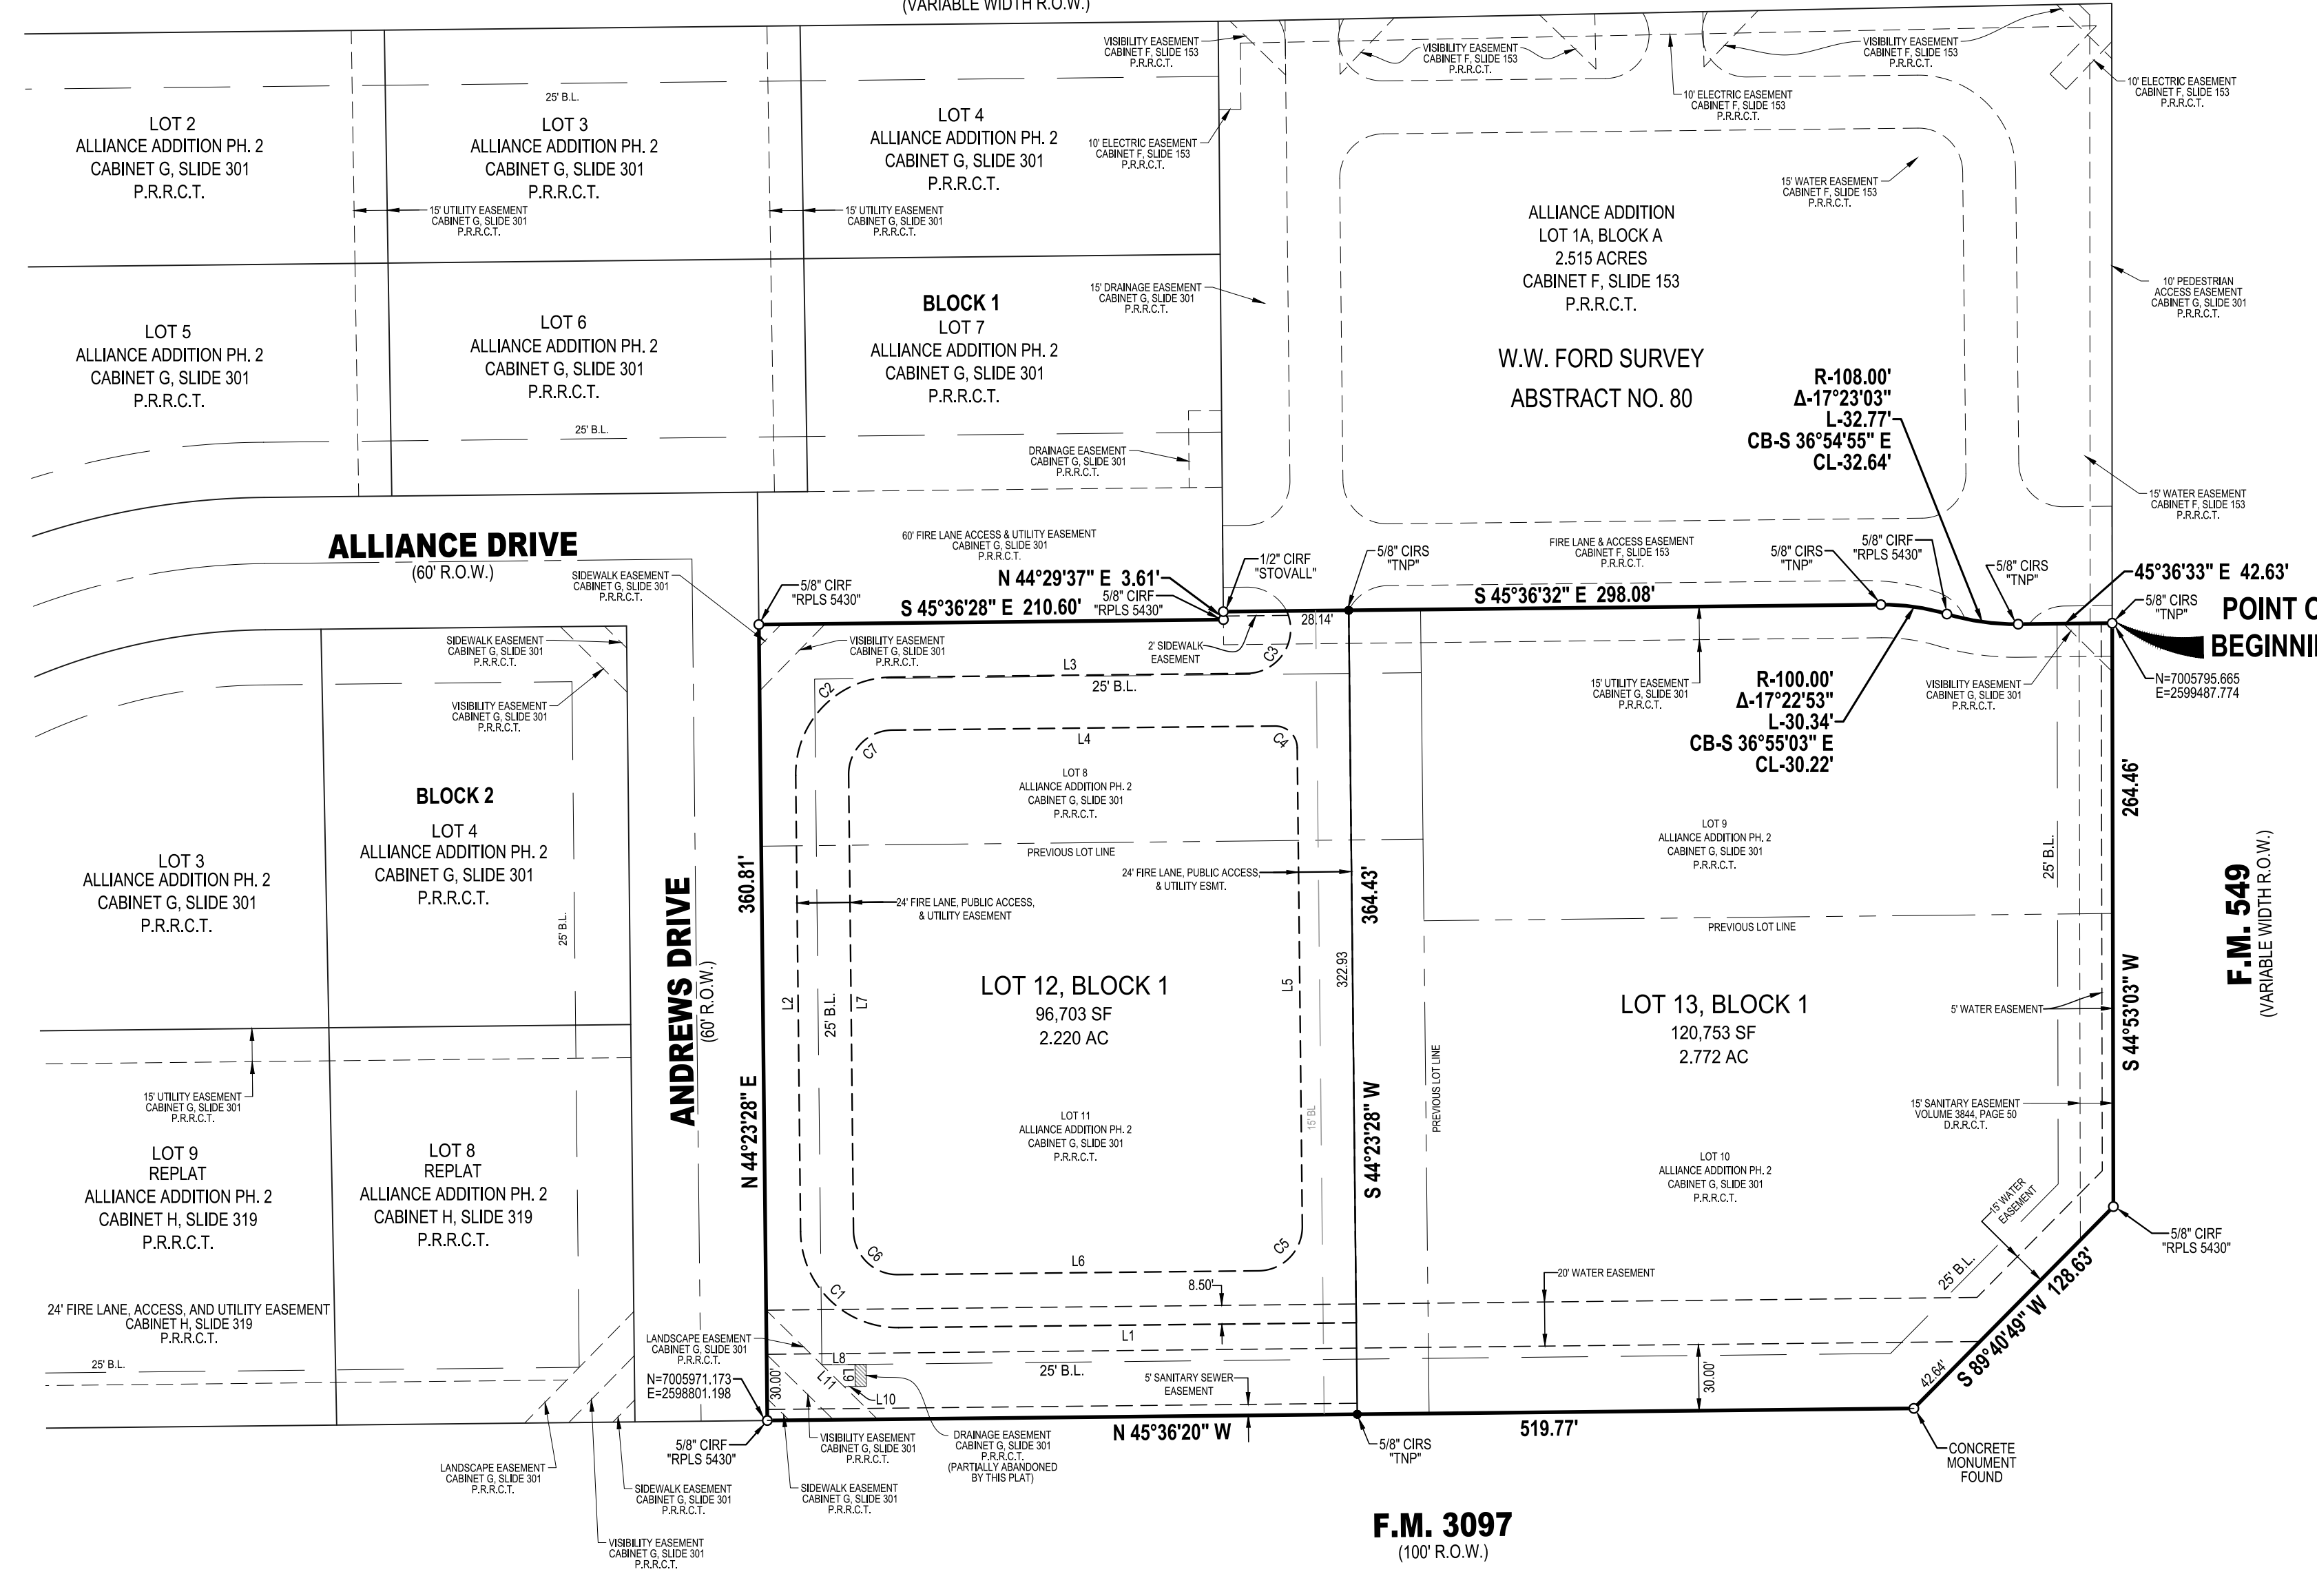 (VARIABLE WIDTH R.O.W.)
LOT 2
ALLIANCE ADDITION PH. 2
CABINET G, SLIDE 301
P.R.R.C.T.
25' B.L.
LOT 3
ALLIANCE ADDITION PH. 2
CABINET G, SLIDE 301
P.R.R.C.T.
LOT 4
ALLIANCE ADDITION PH. 2
CABINET G, SLIDE 301
P.R.R.C.T.
15' UTILITY EASEMENT
CABINET G, SLIDE 301
P.R.R.C.T.
15' UTILITY EASEMENT
CABINET G, SLIDE 301
P.R.R.C.T.
VISIBILITY EASEMENT
CABINET F, SLIDE 153
P.R.R.C.T.
VISIBILITY EASEMENT
CABINET F, SLIDE 153
P.R.R.C.T.
VISIBILITY EASEMENT
CABINET F, SLIDE 153
P.R.R.C.T.
10' ELECTRIC EASEMENT
CABINET F, SLIDE 153
P.R.R.C.T.
10' ELECTRIC EASEMENT
CABINET F, SLIDE 153
P.R.R.C.T.
10' ELECTRIC EASEMENT
CABINET F, SLIDE 153
P.R.R.C.T.
15' WATER EASEMENT
CABINET F, SLIDE 153
P.R.R.C.T.
ALLIANCE ADDITION
LOT 1A, BLOCK A
2.515 ACRES
CABINET F, SLIDE 153
P.R.R.C.T.
15' DRAINAGE EASEMENT
CABINET G, SLIDE 301
P.R.R.C.T.
10' PEDESTRIAN
ACCESS EASEMENT
CABINET G, SLIDE 301
P.R.R.C.T.
LOT 5
ALLIANCE ADDITION PH. 2
CABINET G, SLIDE 301
P.R.R.C.T.
LOT 6
ALLIANCE ADDITION PH. 2
CABINET G, SLIDE 301
P.R.R.C.T.
BLOCK 1
LOT 7
ALLIANCE ADDITION PH. 2
CABINET G, SLIDE 301
P.R.R.C.T.
25' B.L.
W.W. FORD SURVEY
ABSTRACT NO. 80
R-108.00'
Δ-17°23'03"
L-32.77'
CB-S 36°54'55" E
CL-32.64'
DRAINAGE EASEMENT
CABINET G, SLIDE 301
P.R.R.C.T.
15' WATER EASEMENT
CABINET F, SLIDE 153
P.R.R.C.T.
ALLIANCE DRIVE
(60' R.O.W.)
60' FIRE LANE ACCESS & UTILITY EASEMENT
CABINET G, SLIDE 301
P.R.R.C.T.
FIRE LANE & ACCESS EASEMENT
CABINET F, SLIDE 153
P.R.R.C.T.
SIDEWALK EASEMENT
CABINET G, SLIDE 301
P.R.R.C.T.
5/8" CIRF
"RPLS 5430"
N 44°29'37" E 3.61'
S 45°36'28" E 210.60'
5/8" CIRF
"RPLS 5430"
1/2" CIRF
"STOVALL"
5/8" CIRS
"TNP"
S 45°36'32" E 298.08'
5/8" CIRS
"TNP"
5/8" CIRF
"RPLS 5430"
5/8" CIRS
"TNP"
45°36'33" E 42.63'
5/8" CIRS
"TNP"
POINT O
BEGINNI
N=7005795.665
E=2599487.774
SIDEWALK EASEMENT
CABINET G, SLIDE 301
P.R.R.C.T.
VISIBILITY EASEMENT
CABINET G, SLIDE 301
P.R.R.C.T.
VISIBILITY EASEMENT
CABINET G, SLIDE 301
P.R.R.C.T.
2' SIDEWALK
EASEMENT
28.14'
C2
L3
C3
25' B.L.
15' UTILITY EASEMENT
CABINET G, SLIDE 301
P.R.R.C.T.
R-100.00'
Δ-17°22'53"
L-30.34'
CB-S 36°55'03" E
CL-30.22'
VISIBILITY EASEMENT
CABINET G, SLIDE 301
P.R.R.C.T.
C7
L4
C4
LOT 8
ALLIANCE ADDITION PH. 2
CABINET G, SLIDE 301
P.R.R.C.T.
PREVIOUS LOT LINE
BLOCK 2
LOT 4
ALLIANCE ADDITION PH. 2
CABINET G, SLIDE 301
P.R.R.C.T.
LOT 3
ALLIANCE ADDITION PH. 2
CABINET G, SLIDE 301
P.R.R.C.T.
25' B.L.
ANDREWS DRIVE
(60' R.O.W.)
360.81'
N 44°23'28" E
24' FIRE LANE, PUBLIC ACCESS,
& UTILITY EASEMENT
24' FIRE LANE, PUBLIC ACCESS,
& UTILITY ESMT.
LOT 9
ALLIANCE ADDITION PH. 2
CABINET G, SLIDE 301
P.R.R.C.T.
PREVIOUS LOT LINE
364.43'
322.93
S 44°23'28" W
25' B.L.
264.46'
S 44°53'03" W
F.M. 549
(VARIABLE WIDTH R.O.W.)
L2
25' B.L.
L7
LOT 12, BLOCK 1
96,703 SF
2.220 AC
L5
LOT 13, BLOCK 1
120,753 SF
2.772 AC
5' WATER EASEMENT
PREVIOUS LOT LINE
15' BL
15' UTILITY EASEMENT
CABINET G, SLIDE 301
P.R.R.C.T.
LOT 9
REPLAT
ALLIANCE ADDITION PH. 2
CABINET H, SLIDE 319
P.R.R.C.T.
LOT 8
REPLAT
ALLIANCE ADDITION PH. 2
CABINET H, SLIDE 319
P.R.R.C.T.
LOT 11
ALLIANCE ADDITION PH. 2
CABINET G, SLIDE 301
P.R.R.C.T.
LOT 10
ALLIANCE ADDITION PH. 2
CABINET G, SLIDE 301
P.R.R.C.T.
15' SANITARY EASEMENT
VOLUME 3844, PAGE 50
D.R.R.C.T.
15' WATER
EASEMENT
5/8" CIRF
"RPLS 5430"
C6
L6
C5
C1
8.50'
20' WATER EASEMENT
25' B.L.
S 89°40'49" W 128.63'
42.64'
24' FIRE LANE, ACCESS, AND UTILITY EASEMENT
CABINET H, SLIDE 319
P.R.R.C.T.
25' B.L.
LANDSCAPE EASEMENT
CABINET G, SLIDE 301
P.R.R.C.T.
L1
L8
L9
L11
L10
25' B.L.
N=7005971.173
E=2598801.198
30.00'
5' SANITARY SEWER
EASEMENT
30.00'
5/8" CIRF
"RPLS 5430"
N 45°36'20" W
519.77'
5/8" CIRS
"TNP"
CONCRETE
MONUMENT
FOUND
VISIBILITY EASEMENT
CABINET G, SLIDE 301
P.R.R.C.T.
DRAINAGE EASEMENT
CABINET G, SLIDE 301
P.R.R.C.T.
(PARTIALLY ABANDONED
BY THIS PLAT)
LANDSCAPE EASEMENT
CABINET G, SLIDE 301
P.R.R.C.T.
SIDEWALK EASEMENT
CABINET G, SLIDE 301
P.R.R.C.T.
SIDEWALK EASEMENT
CABINET G, SLIDE 301
P.R.R.C.T.
VISIBILITY EASEMENT
CABINET G, SLIDE 301
P.R.R.C.T.
F.M. 3097
(100' R.O.W.)